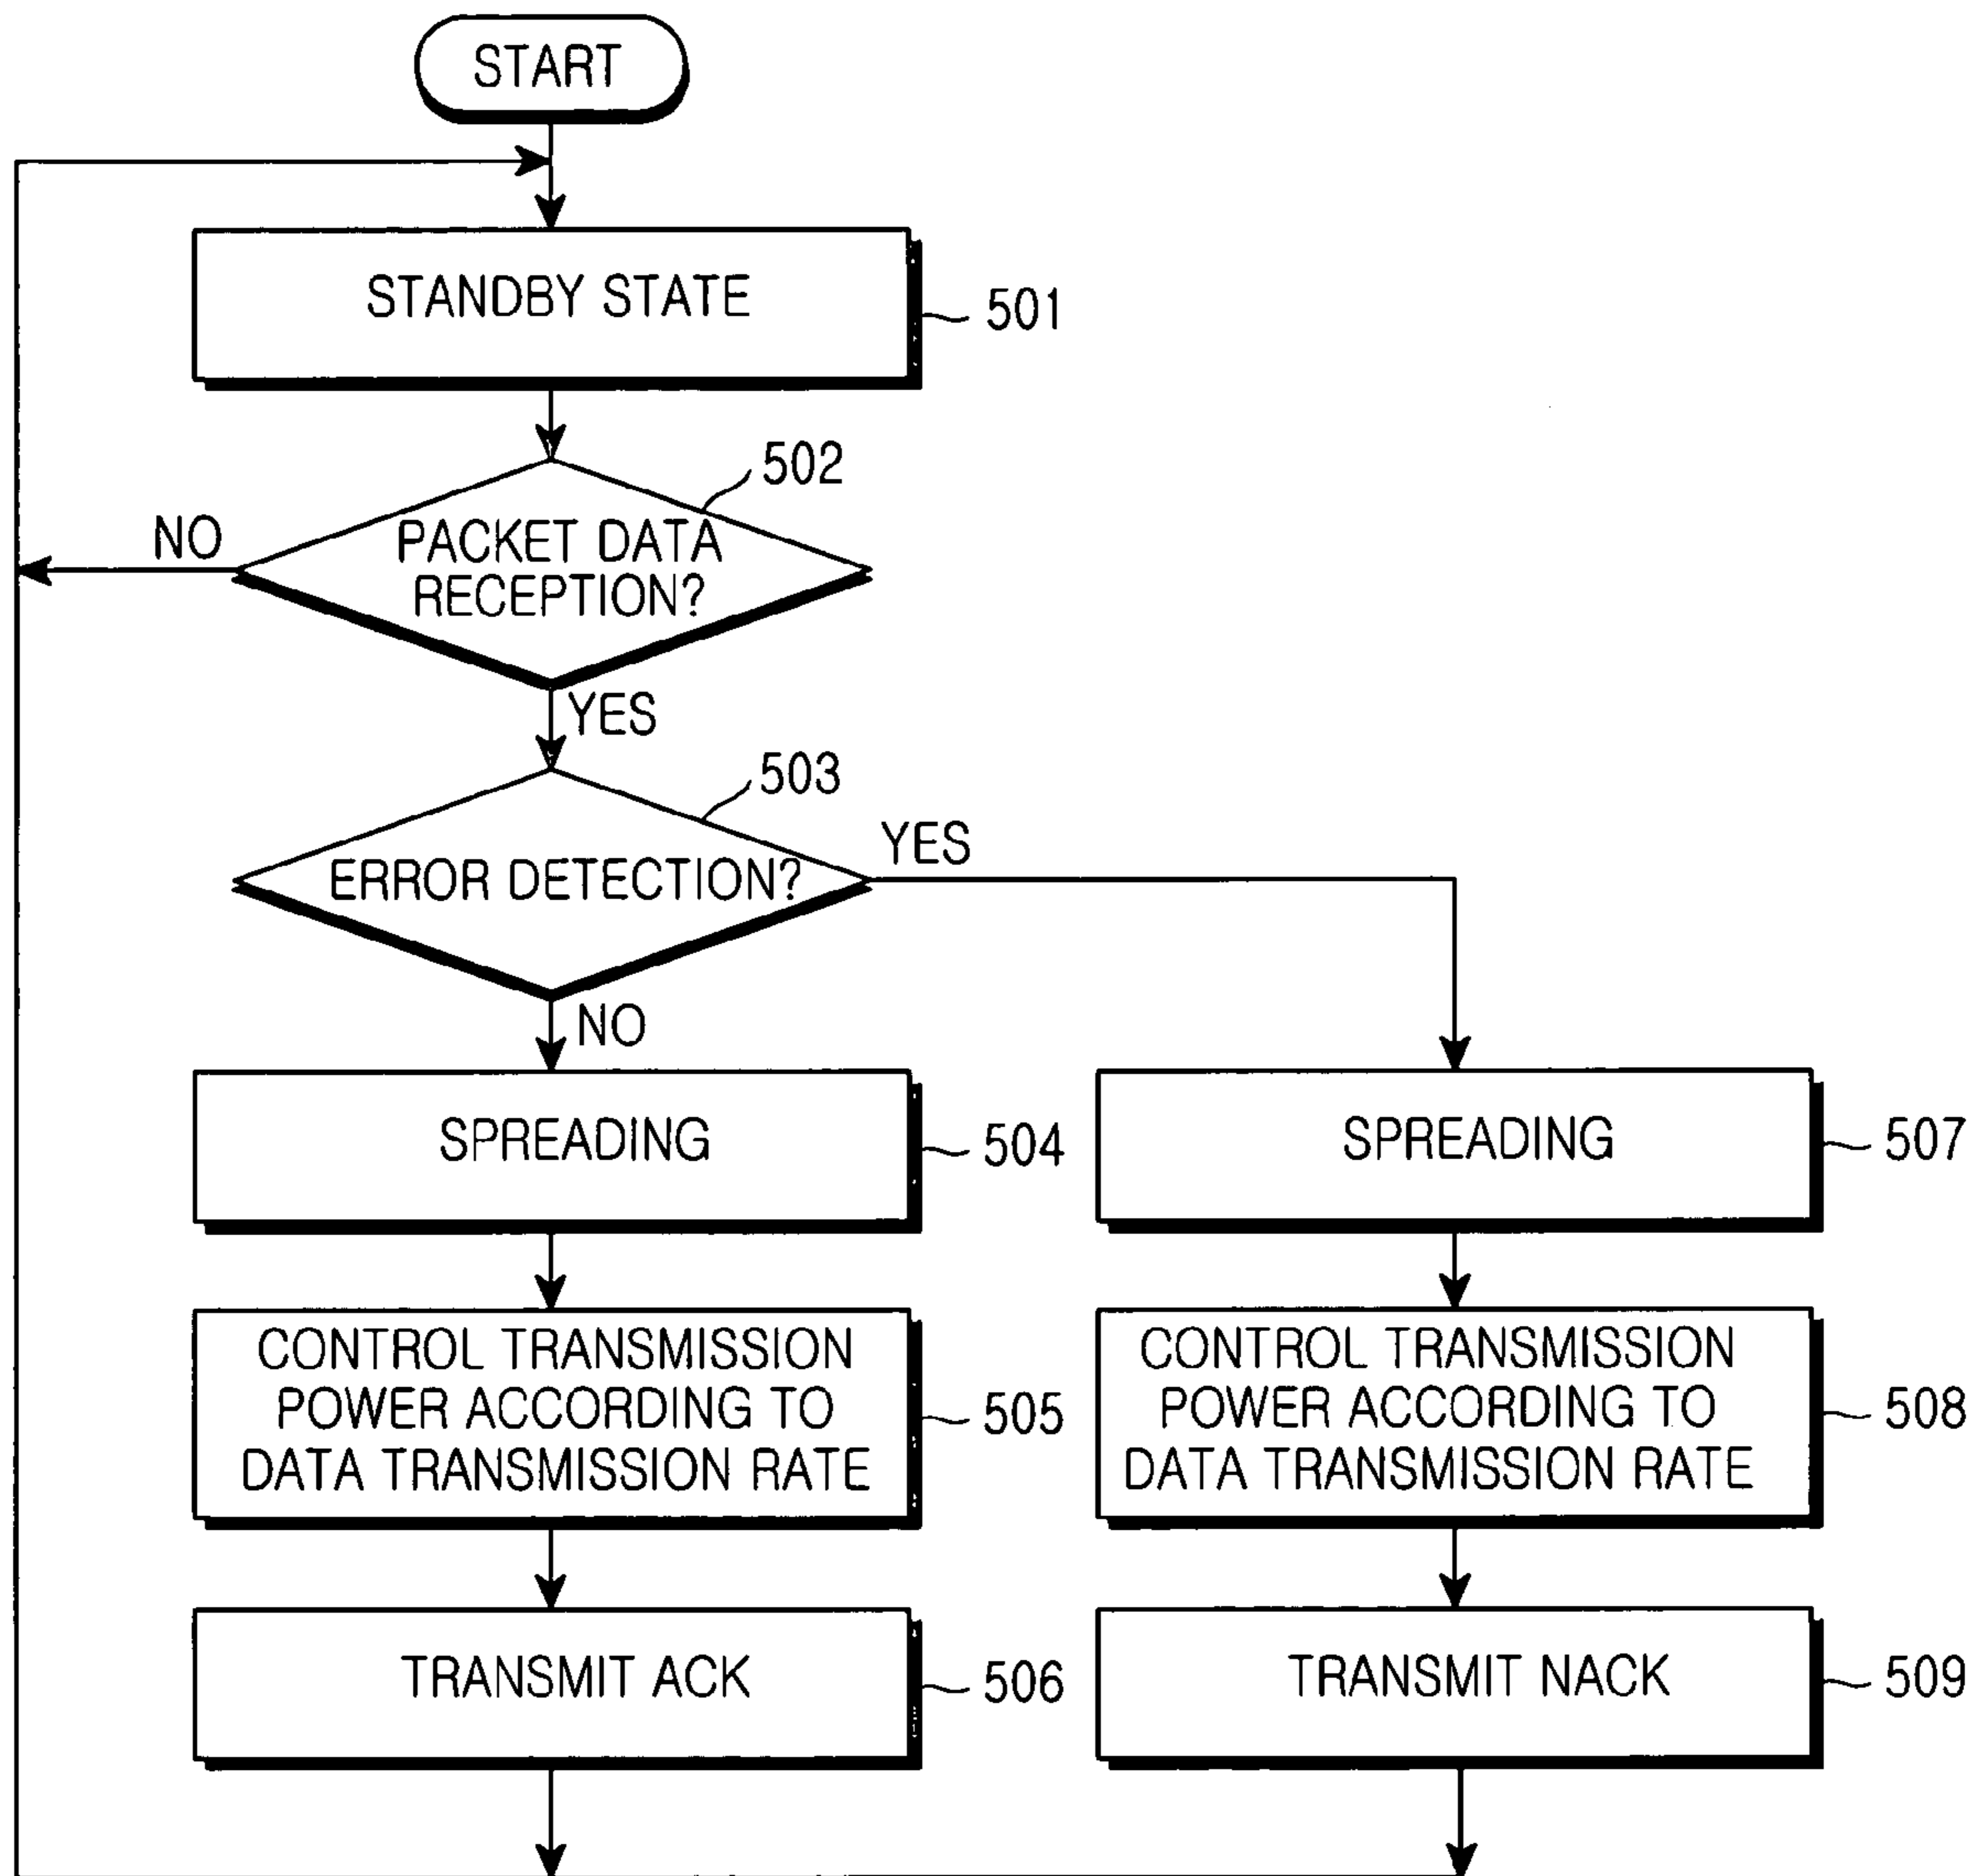 START
STANDBY STATE
501
502
PACKET DATA
RECEPTION?
NO
YES
503
ERROR DETECTION?
YES
NO
SPREADING
504
SPREADING
507
CONTROL TRANSMISSION
POWER ACCORDING TO
DATA TRANSMISSION RATE
505
CONTROL TRANSMISSION
POWER ACCORDING TO
DATA TRANSMISSION RATE
508
TRANSMIT ACK
506
TRANSMIT NACK
509